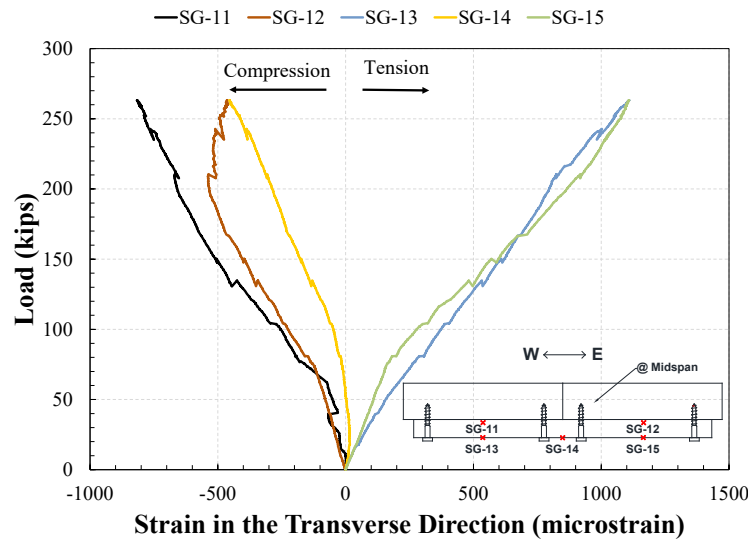 SG-11 SG-12 SG-13 SG-14 SG-15
Compression Tension
300
250
200
150
100
50
0
Load (kips)
W E
@ Midspan
SG-11 SG-12
SG-13 SG-14 SG-15
-1000 -500 0 500 1000 1500
Strain in the Transverse Direction (microstrain)